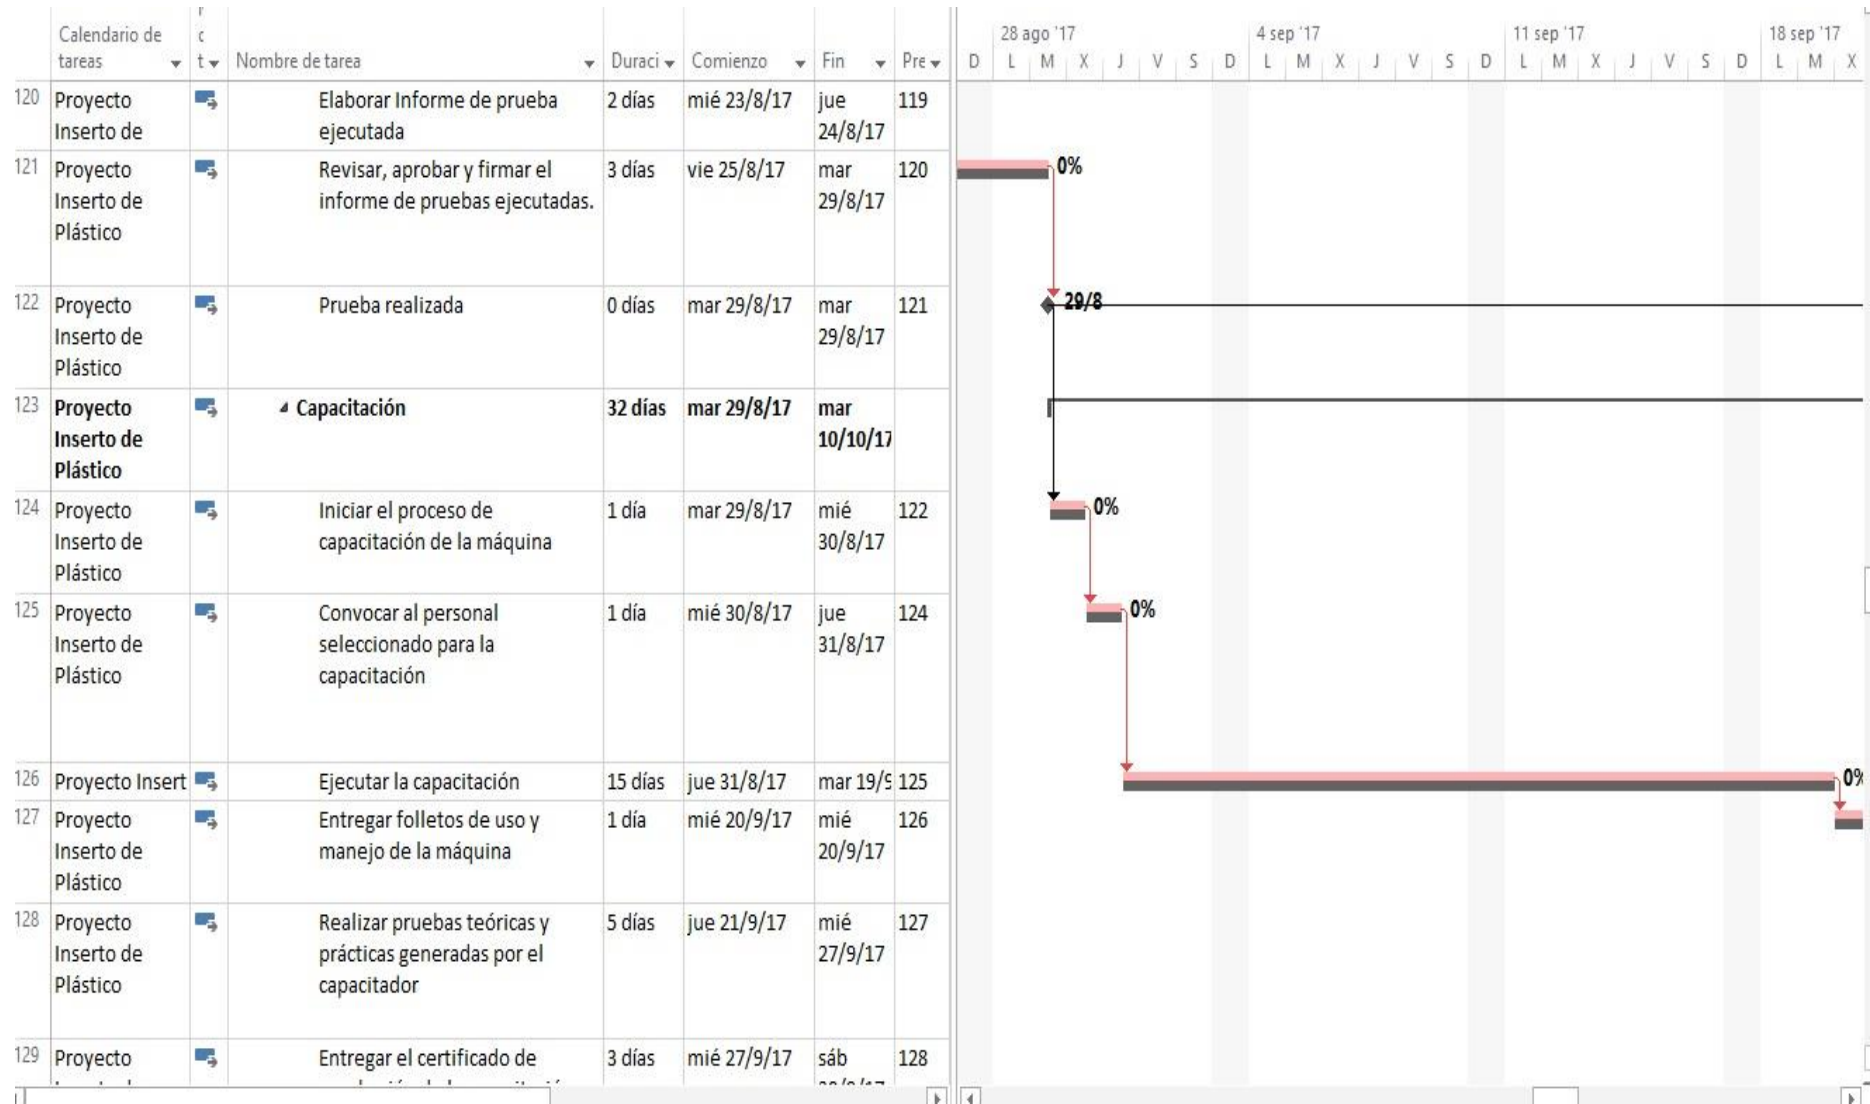 Calendario de
tareas
c
t
Nombre de tarea
Duraci
Comienzo
Fin
Pre
28 ago '17
4 sep '17
11 sep '17
18 sep '17
D L M X J V S D L M X J V S D L M X J V S D L M X
120 Proyecto Inserto de
Elaborar Informe de prueba
ejecutada
2 días
mié 23/8/17
jue
24/8/17
119
121 Proyecto
Inserto de
Plástico
Revisar, aprobar y firmar el
informe de pruebas ejecutadas.
3 días
vie 25/8/17
mar
29/8/17
120
0%
122 Proyecto
Inserto de
Plástico
Prueba realizada
0 días
mar 29/8/17
mar
29/8/17
121
29/8
123 Proyecto
Inserto de
Plástico
Capacitación
32 días
mar 29/8/17
mar
10/10/17
124 Proyecto
Inserto de
Plástico
Iniciar el proceso de
capacitación de la máquina
1 día
mar 29/8/17
mié
30/8/17
122
0%
125 Proyecto
Inserto de
Plástico
Convocar al personal
seleccionado para la
capacitación
1 día
mié 30/8/17
jue
31/8/17
124
0%
126 Proyecto Insert
Ejecutar la capacitación
15 días
jue 31/8/17
mar 19/9
125
0%
127 Proyecto
Inserto de
Plástico
Entregar folletos de uso y
manejo de la máquina
1 día
mié 20/9/17
mié
20/9/17
126
128 Proyecto
Inserto de
Plástico
Realizar pruebas teóricas y
prácticas generadas por el
capacitador
5 días
jue 21/9/17
mié
27/9/17
127
129 Proyecto
Entregar el certificado de
3 días
mié 27/9/17
sáb
128